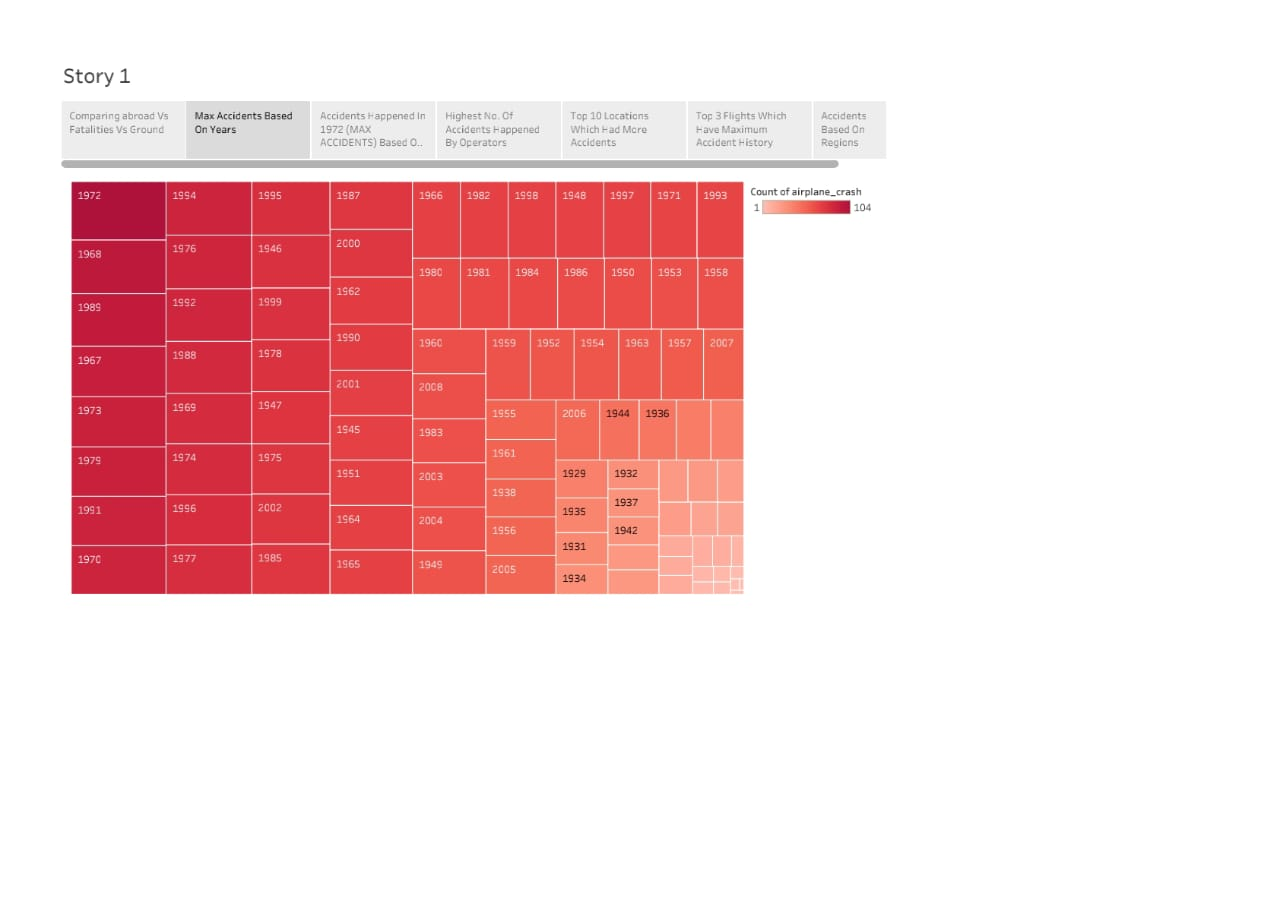 Story 1
Comparing abroad Vs
Fatalities Vs Ground
Max Accidents Based
On Years
Accidents Happened In
1972 (MAX
ACCIDENTS) Based O..
Highest No. Of
Accidents Happened
By Operators
Top 10 Locations
Which Had More
Accidents
Top 3 Flights Which
Have Maximum
Accident History
Accidents
Based On
Regions
Count of airplane_crash
1 104
1972
1968
1989
1967
1973
1979
1991
1970
1994
1976
1992
1988
1969
1974
1996
1977
1995
1946
1999
1978
1947
1975
2002
1985
1987
2000
1962
1990
2001
1945
1951
1964
1965
1966 1982 1998 1948 1997 1971 1993
1980 1981 1984 1986 1950 1953 1958
1960
2008
1983
2003
2004
1949
1959 1952 1954 1963 1957 2007
1955
1961
1938
1956
2005
2006 1944 1936
1929
1935
1931
1934
1932
1937
1942